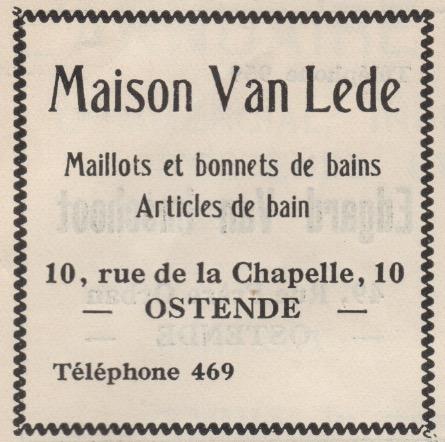 Maison Van Lede
Maillots et bonnets de bains
Articles de bain
10, rue de la Chapelle, 10
— OSTENDE —
Téléphone 469